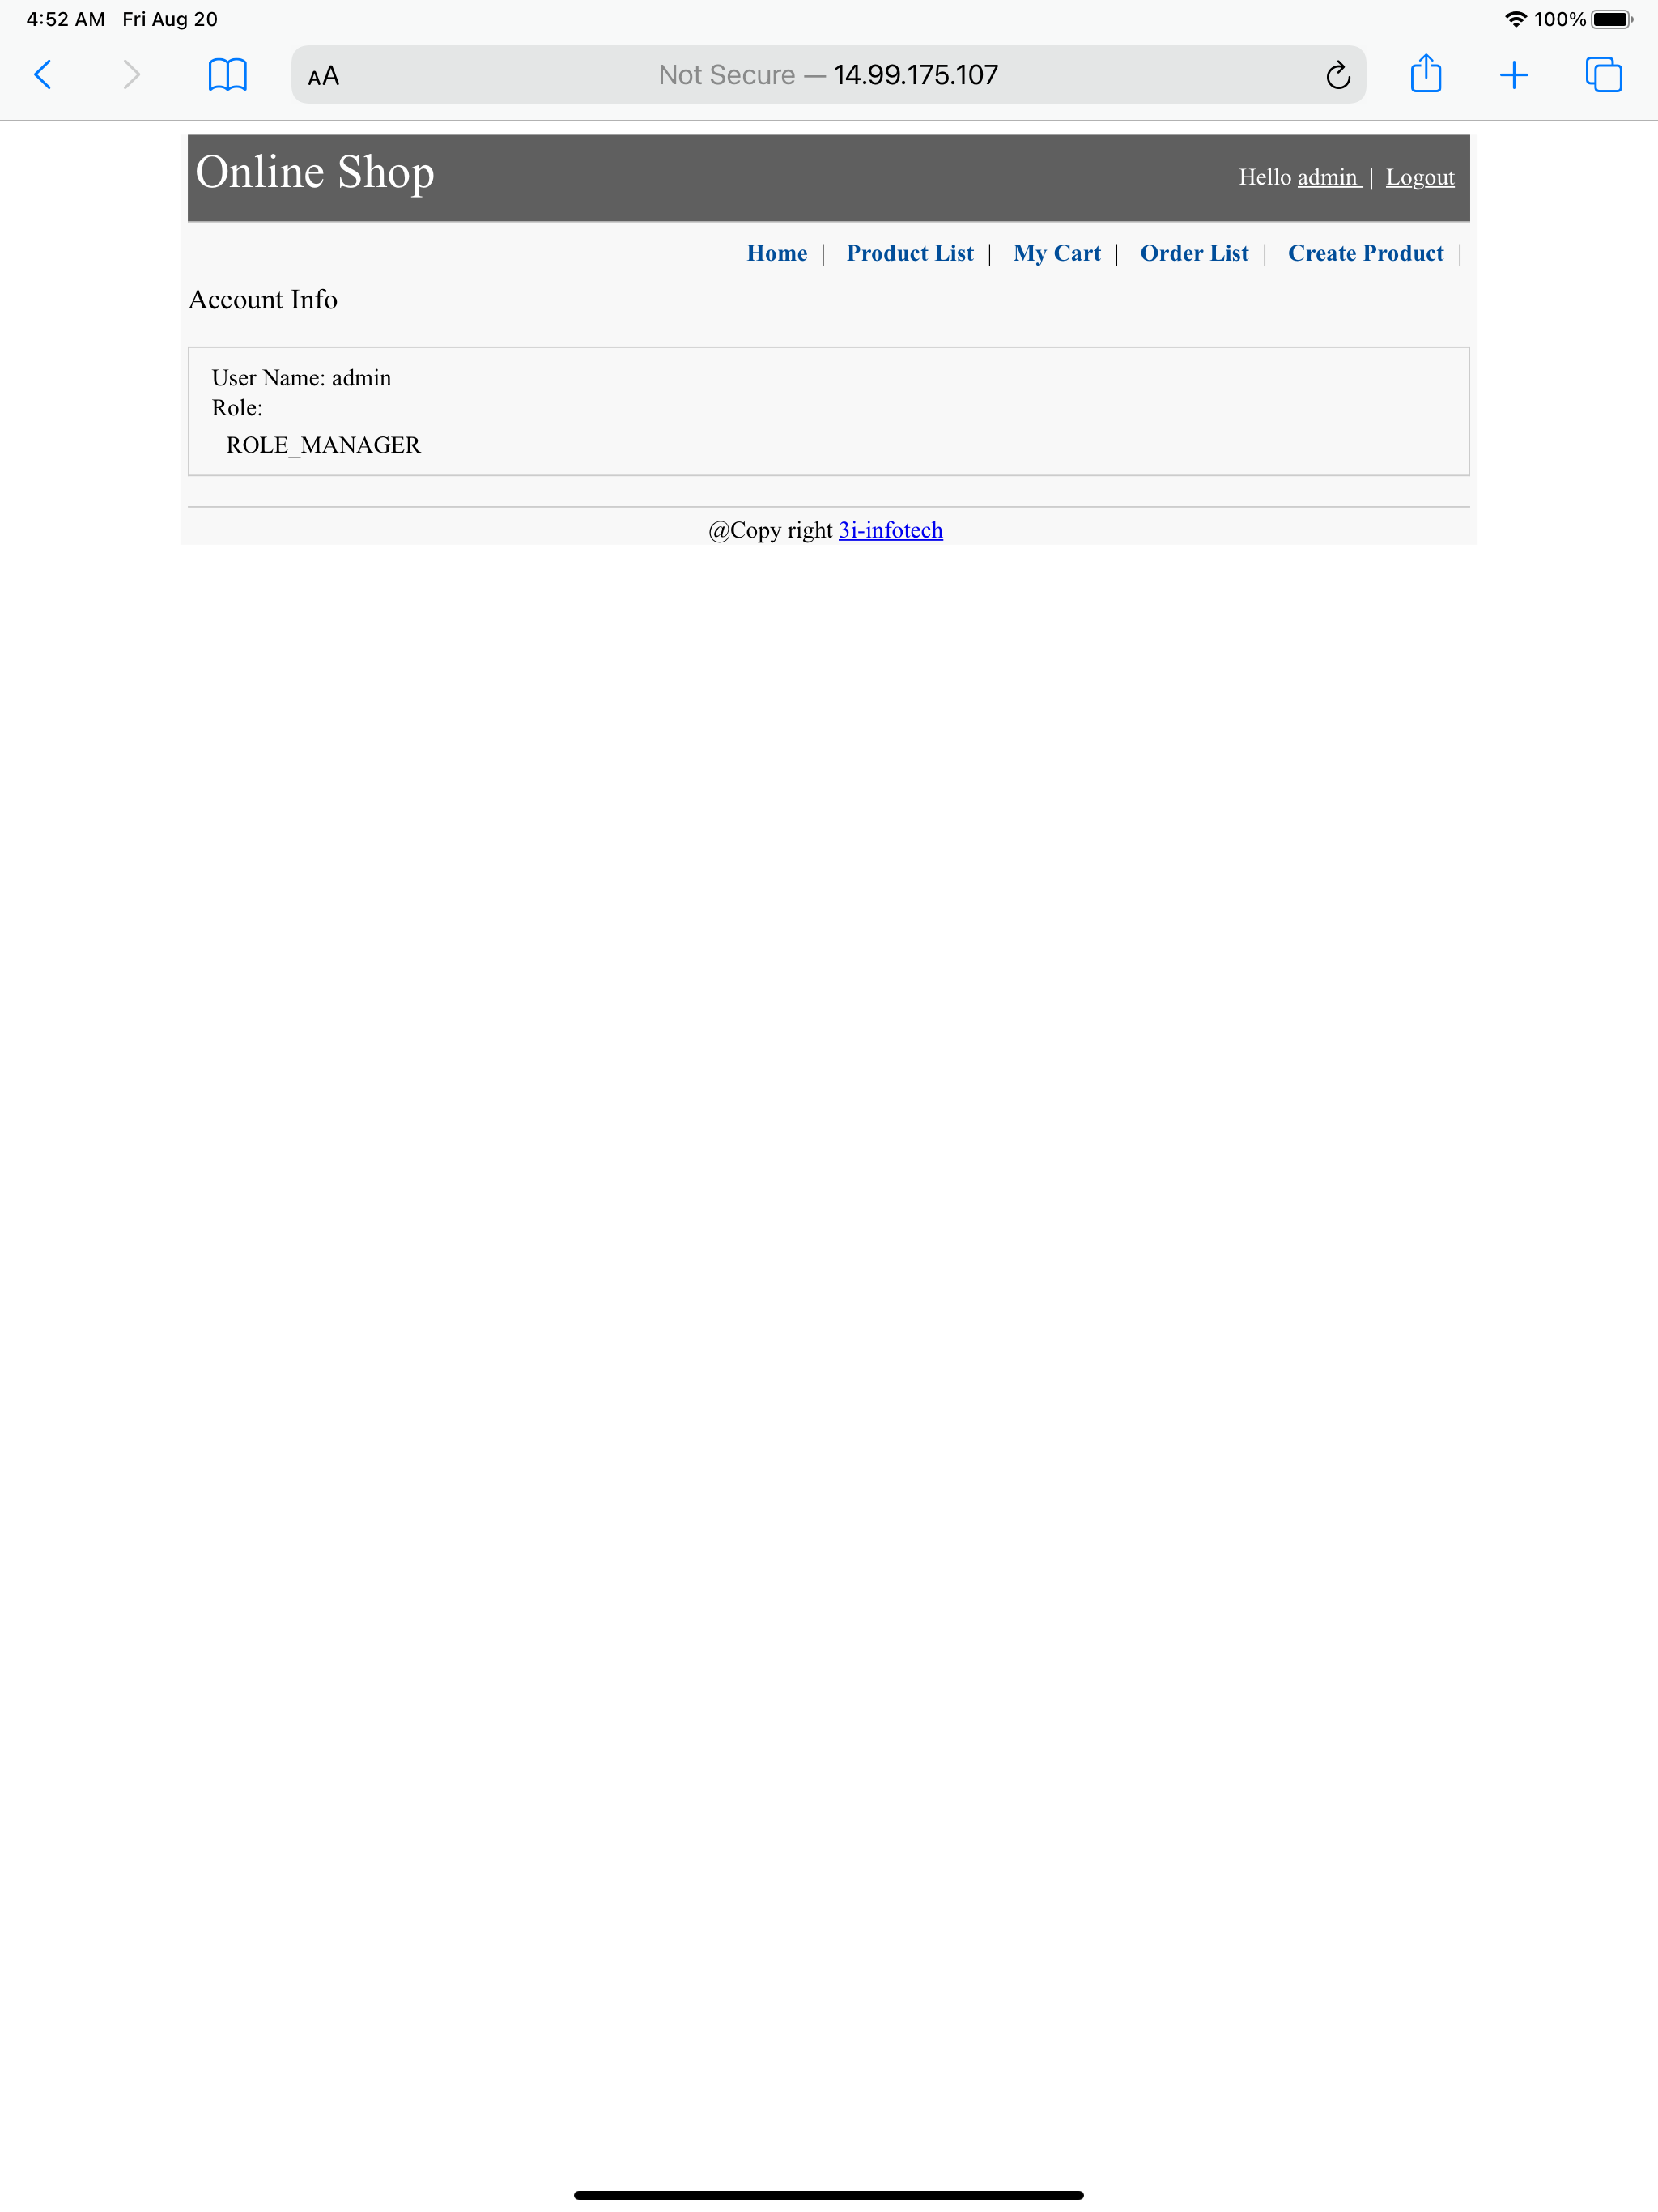 4:52 AM Fri Aug 20 100%
AA Not Secure — 14.99.175.107
Online Shop Hello admin | Logout
Home | Product List | My Cart | Order List | Create Product |
Account Info
User Name: admin
Role:
ROLE_MANAGER
@Copy right 3i-infotech